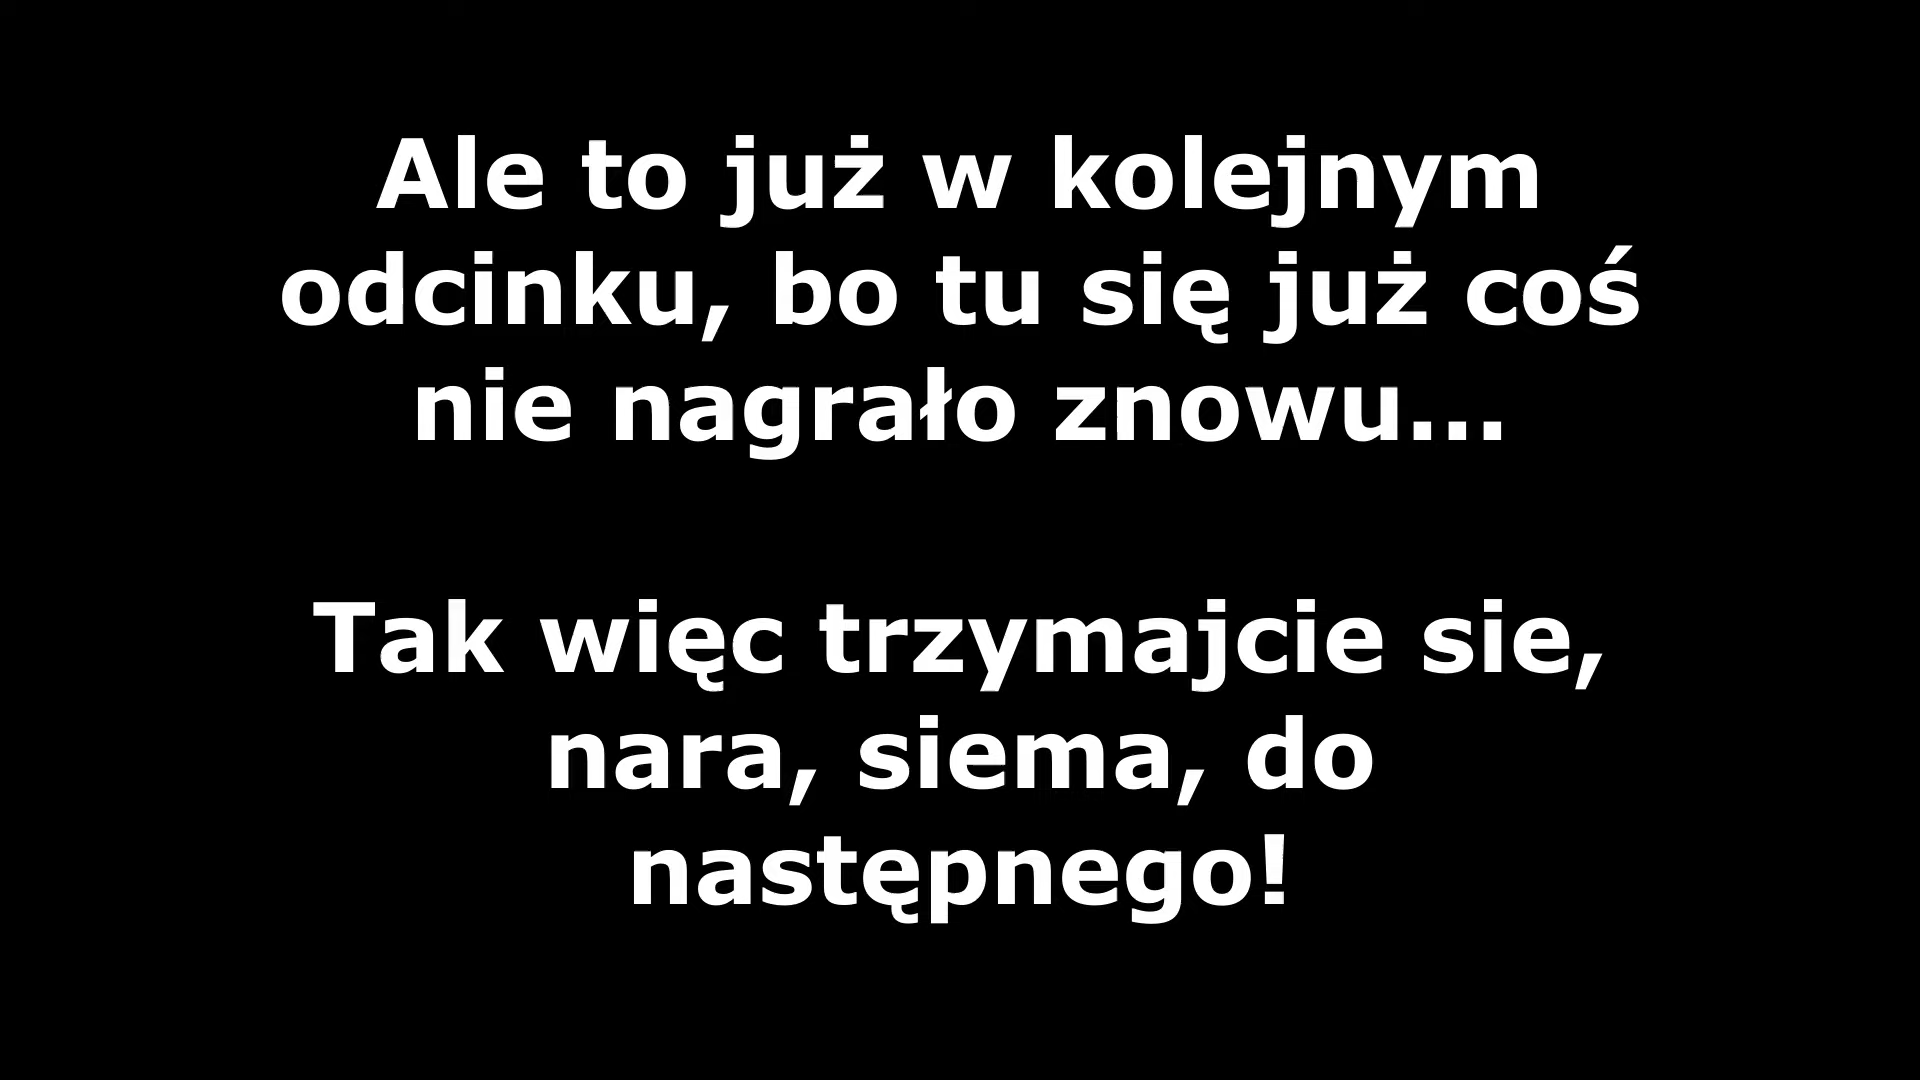 Ale to już w kolejnym
odcinku, bo tu się już coś
nie nagrało znowu...
Tak więc trzymajcie sie,
nara, siema, do
następnego!